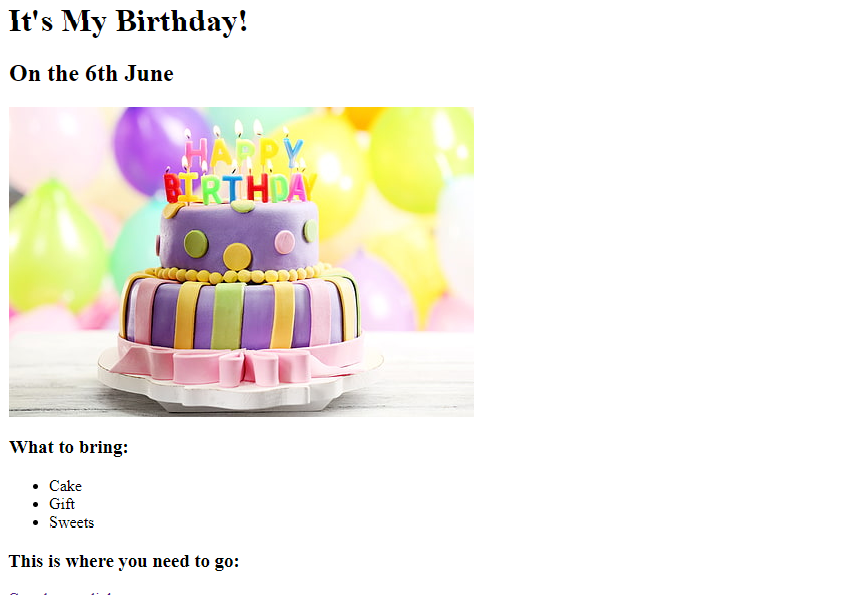 It's My Birthday!
On the 6th June
HAPPY
BIRTHDAY
What to bring:
Cake
Gift
Sweets
This is where you need to go: